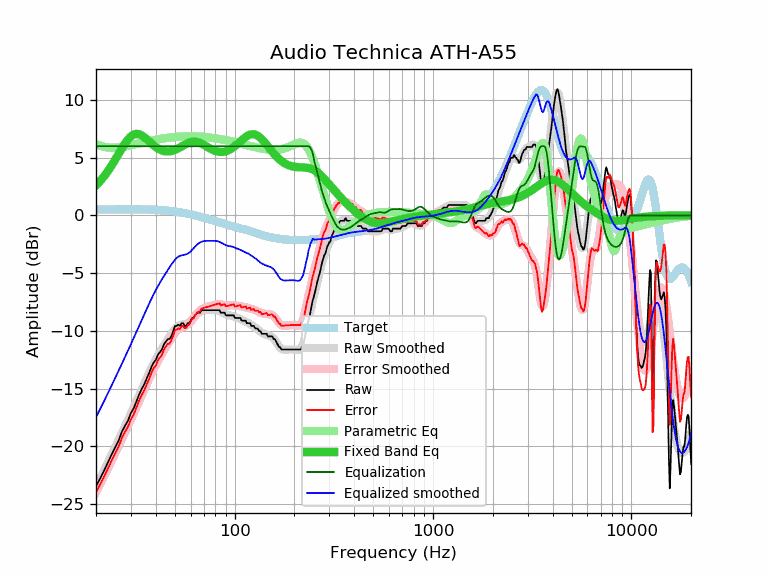 Audio Technica ATH-A55
Amplitude (dBr)
10
5
0
−5
−10
−15
−20
−25
Target
Raw Smoothed
Error Smoothed
Raw
Error
Parametric Eq
Fixed Band Eq
Equalization
Equalized smoothed
100
1000
10000
Frequency (Hz)